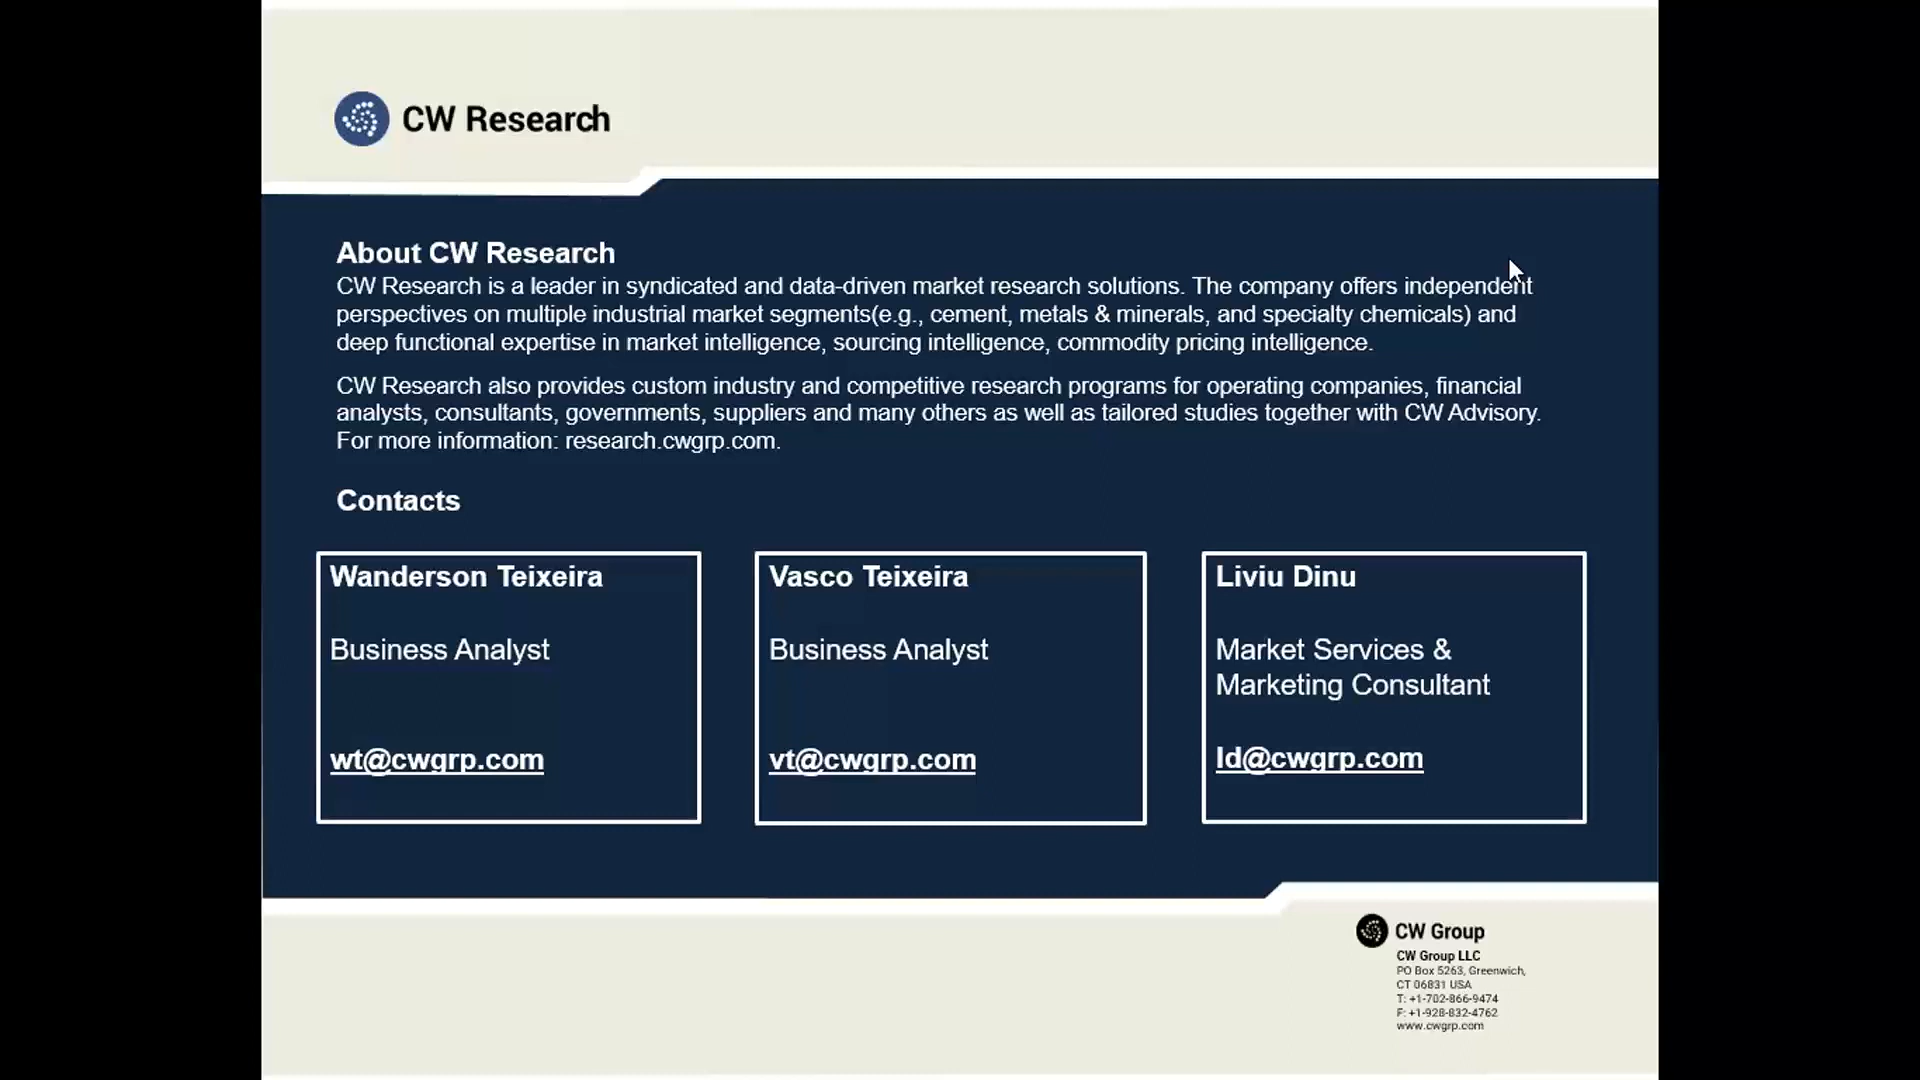 CW Research
About CW Research
CW Research is a leader in syndicated and data-driven market research solutions. The company offers independent
perspectives on multiple industrial market segments(e.g., cement, metals & minerals, and specialty chemicals) and
deep functional expertise in market intelligence, sourcing intelligence, commodity pricing intelligence.
CW Research also provides custom industry and competitive research programs for operating companies, financial
analysts, consultants, governments, suppliers and many others as well as tailored studies together with CW Advisory.
For more information: research.cwgrp.com.
Contacts
Wanderson Teixeira
Business Analyst
wt@cwgrp.com
Vasco Teixeira
Business Analyst
vt@cwgrp.com
Liviu Dinu
Market Services &
Marketing Consultant
ld@cwgrp.com
CW Group
CW Group LLC
PO Box 5263, Greenwich,
CT 06831 USA
T: +1-702-866-9474
F: +1-928-832-4762
www.cwgrp.com